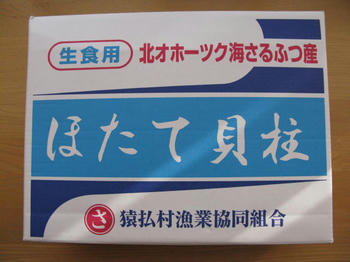 生食用 北オホーツク海さるふつ産
ほたて貝柱
さ 猿払村漁業協同組合